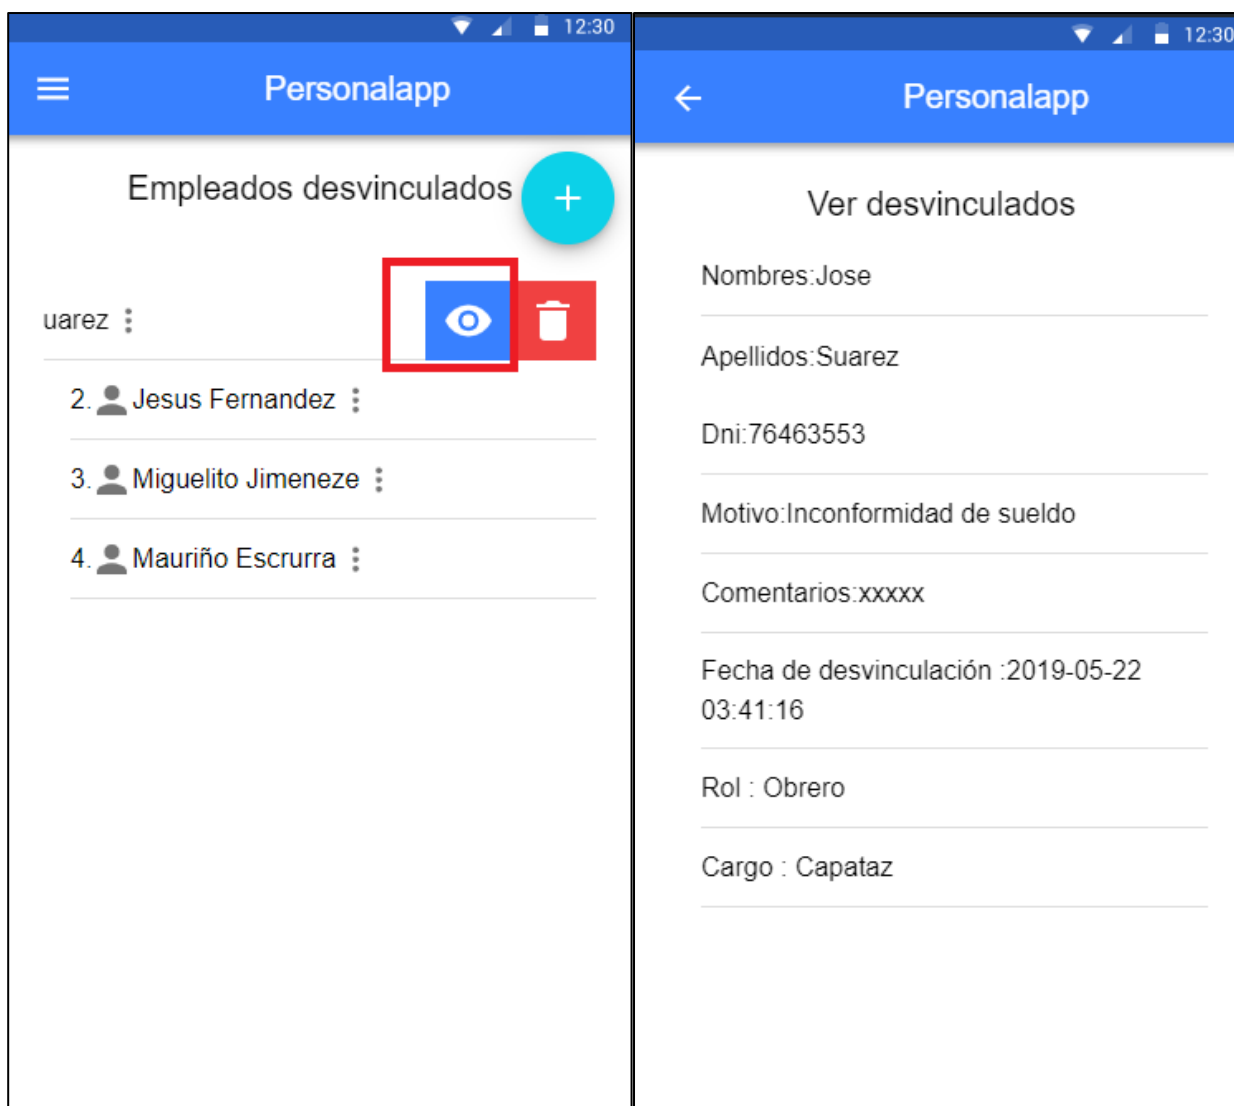 12:30
Personalapp
Empleados desvinculados
uarez
2. Jesus Fernandez
3. Miguelito Jimeneze
4. Mauriño Escrurra
12:30
Personalapp
Ver desvinculados
Nombres:Jose
Apellidos:Suarez
Dni:76463553
Motivo:Inconformidad de sueldo
Comentarios:xxxxx
Fecha de desvinculación :2019-05-22
03:41:16
Rol : Obrero
Cargo : Capataz